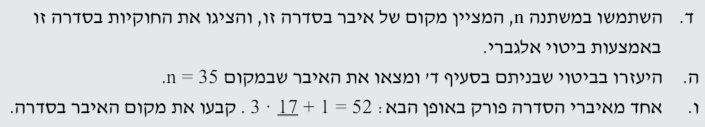 ד. השתמשו במשתנה n, המציין מקום של איבר בסדרה זו, והציגו את החוקיות בסדרה זו
באמצעות ביטוי אלגברי.
ה. היעזרו בביטוי שבניתם בסעיף ד׳ ומצאו את האיבר שבמקום n = 35.
ו. אחד מאיברי הסדרה פורק באופן הבא: 3 · 17 + 1 = 52. קבעו את מקום האיבר בסדרה.